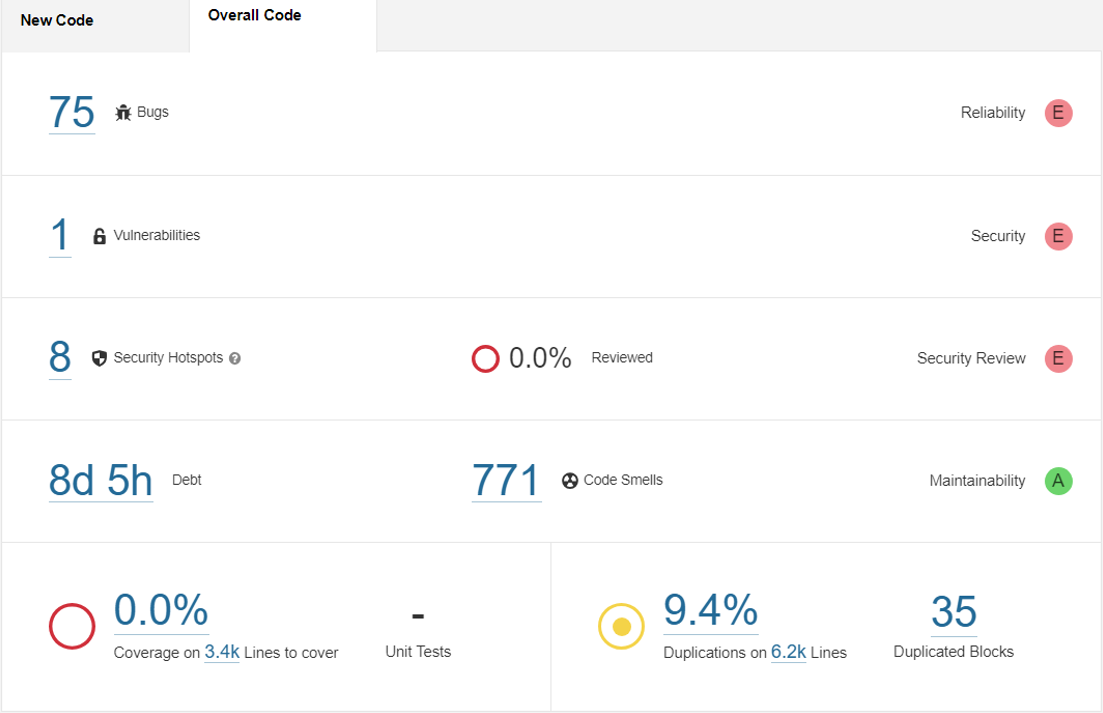 New Code
Overall Code
75 Bugs
Reliability E
1 Vulnerabilities
Security E
8 Security Hotspots ?
0.0% Reviewed
Security Review E
8d 5h Debt
771 Code Smells
Maintainability A
0.0%
Coverage on 3.4k Lines to cover
-
Unit Tests
9.4%
Duplications on 6.2k Lines
35
Duplicated Blocks